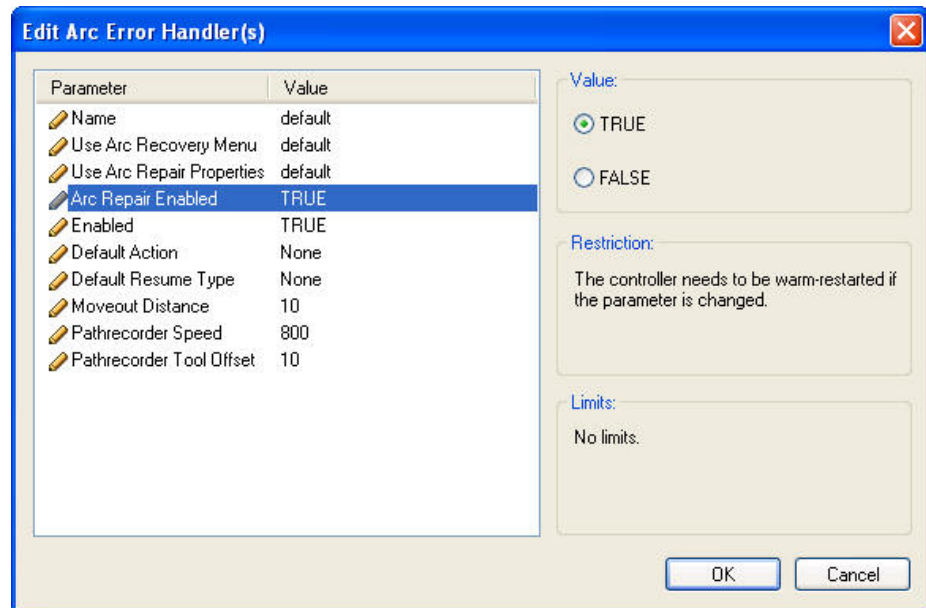 Edit Arc Error Handler(s)
Parameter Value
Name default
Use Arc Recovery Menu default
Use Arc Repair Properties default
Arc Repair Enabled TRUE
Enabled TRUE
Default Action None
Default Resume Type None
Moveout Distance 10
Pathrecorder Speed 800
Pathrecorder Tool Offset 10
Value:
TRUE
FALSE
Restriction:
The controller needs to be warm-restarted if
the parameter is changed.
Limits:
No limits.
OK Cancel